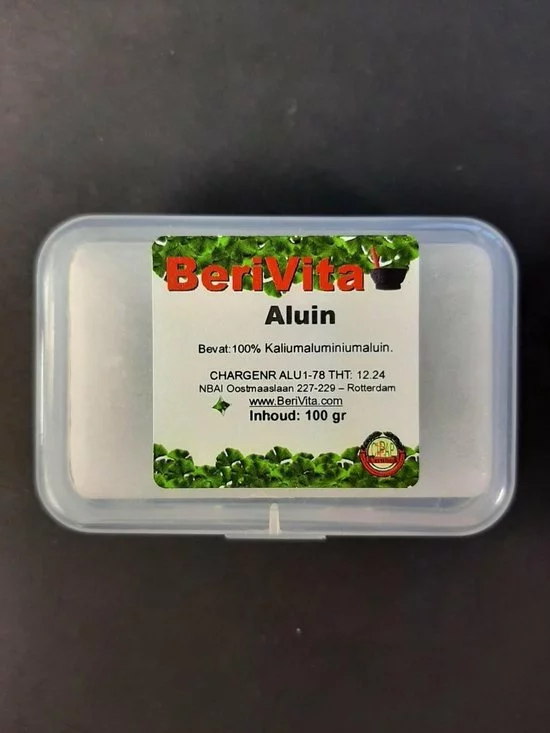 BeriVita
Aluin
Bevat:100% Kaliumaluminiumaluin.
CHARGENR ALU1-78 THT: 12.24
NBAI Oostmaaslaan 227-229 – Rotterdam
www.BeriVita.com
Inhoud: 100 gr